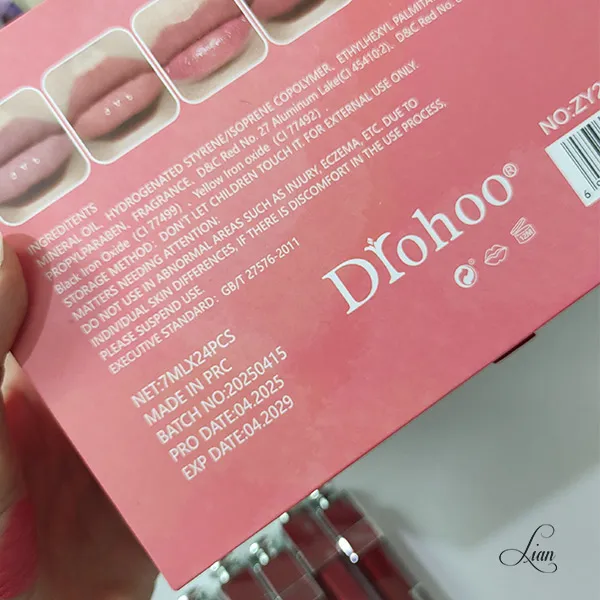 INGREDITENTS
MINERAL OIL HYDROGENATED STYRENE/ISOPRENE COPOLYMER, ETHYLHEXYL PALMITA
PROPYLPARABEN, FRAGRANCE, D&C Red No. 27 Aluminum Lake(CI 45410:2), D&C Red No.
Black Iron Oxide (CI 77499) . Yellow Iron oxide (CI 77492) .
STORAGE METHOD : DON'T LET CHILDREN TOUCH IT, FOR EXTERNAL USE ONLY.
MATTERS NEEDING ATTENTION:
DO NOT USE IN ABNORMAL AREAS SUCH AS INJURY, ECZEMA, ETC. DUE TO
INDIVIDUAL SKIN DIFFERENCES, IF THERE IS DISCOMFORT IN THE USE PROCESS,
PLEASE SUSPEND USE.
EXECUTIVE STANDARD : GB/T 27576-2011
NET:7MLX24PCS
MADE IN PRC
BATCH NO:20250415
PRO DATE:04.2025
EXP DATE:04.2029
Drohoo®
NO:ZY2
Lian